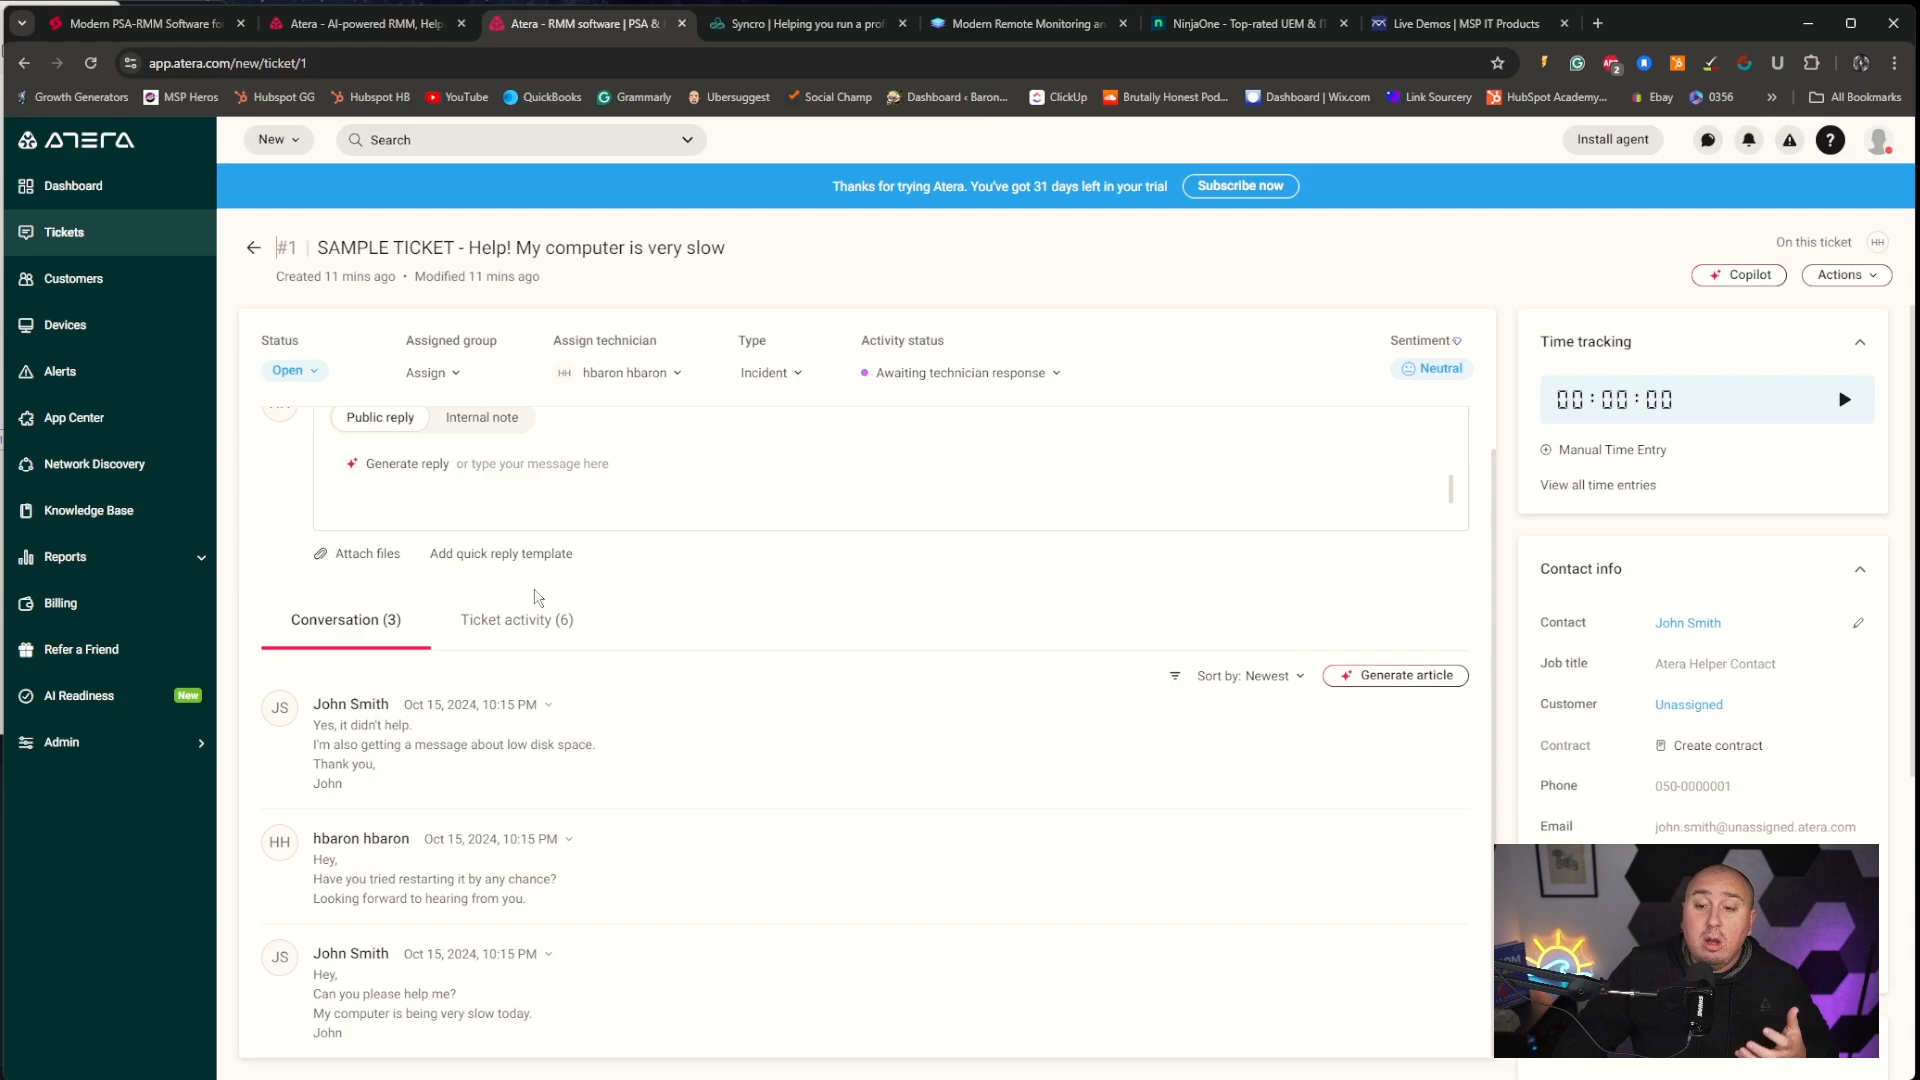 Modern PSA-RMM Software fo
Atera - AI-powered RMM, Help
Atera - RMM software | PSA &
Syncro | Helping you run a prof
Modern Remote Monitoring an
NinjaOne - Top-rated UEM & IT
Live Demos | MSP IT Products
app.atera.com/new/ticket/1
2
Growth Generators
MSP Heros
Hubspot GG
Hubspot HB
YouTube
QuickBooks
Grammarly
Ubersuggest
Social Champ
Dashboard ‹ Baron...
ClickUp
Brutally Honest Pod...
Dashboard | Wix.com
Link Sourcery
HubSpot Academy...
Ebay
0356
»
All Bookmarks
ATERA
New
Search
Install agent
?
Dashboard
Tickets
Customers
Devices
Alerts
App Center
Network Discovery
Knowledge Base
Reports
Billing
Refer a Friend
AI Readiness New
Admin
Thanks for trying Atera. You've got 31 days left in your trial
Subscribe now
#1 | SAMPLE TICKET - Help! My computer is very slow
Created 11 mins ago • Modified 11 mins ago
On this ticket HH
Copilot
Actions
Status
Open
Assigned group
Assign
Assign technician
HH hbaron hbaron
Type
Incident
Activity status
Awaiting technician response
Sentiment
Neutral
Public reply
Internal note
Generate reply or type your message here
Attach files
Add quick reply template
Conversation (3)
Ticket activity (6)
Sort by: Newest
Generate article
JS
John Smith Oct 15, 2024, 10:15 PM
Yes, it didn't help.
I'm also getting a message about low disk space.
Thank you,
John
HH
hbaron hbaron Oct 15, 2024, 10:15 PM
Hey,
Have you tried restarting it by any chance?
Looking forward to hearing from you.
JS
John Smith Oct 15, 2024, 10:15 PM
Hey,
Can you please help me?
My computer is being very slow today.
John
Time tracking
00:00:00
Manual Time Entry
View all time entries
Contact info
Contact John Smith
Job title Atera Helper Contact
Customer Unassigned
Contract Create contract
Phone 050-0000001
Email john.smith@unassigned.atera.com